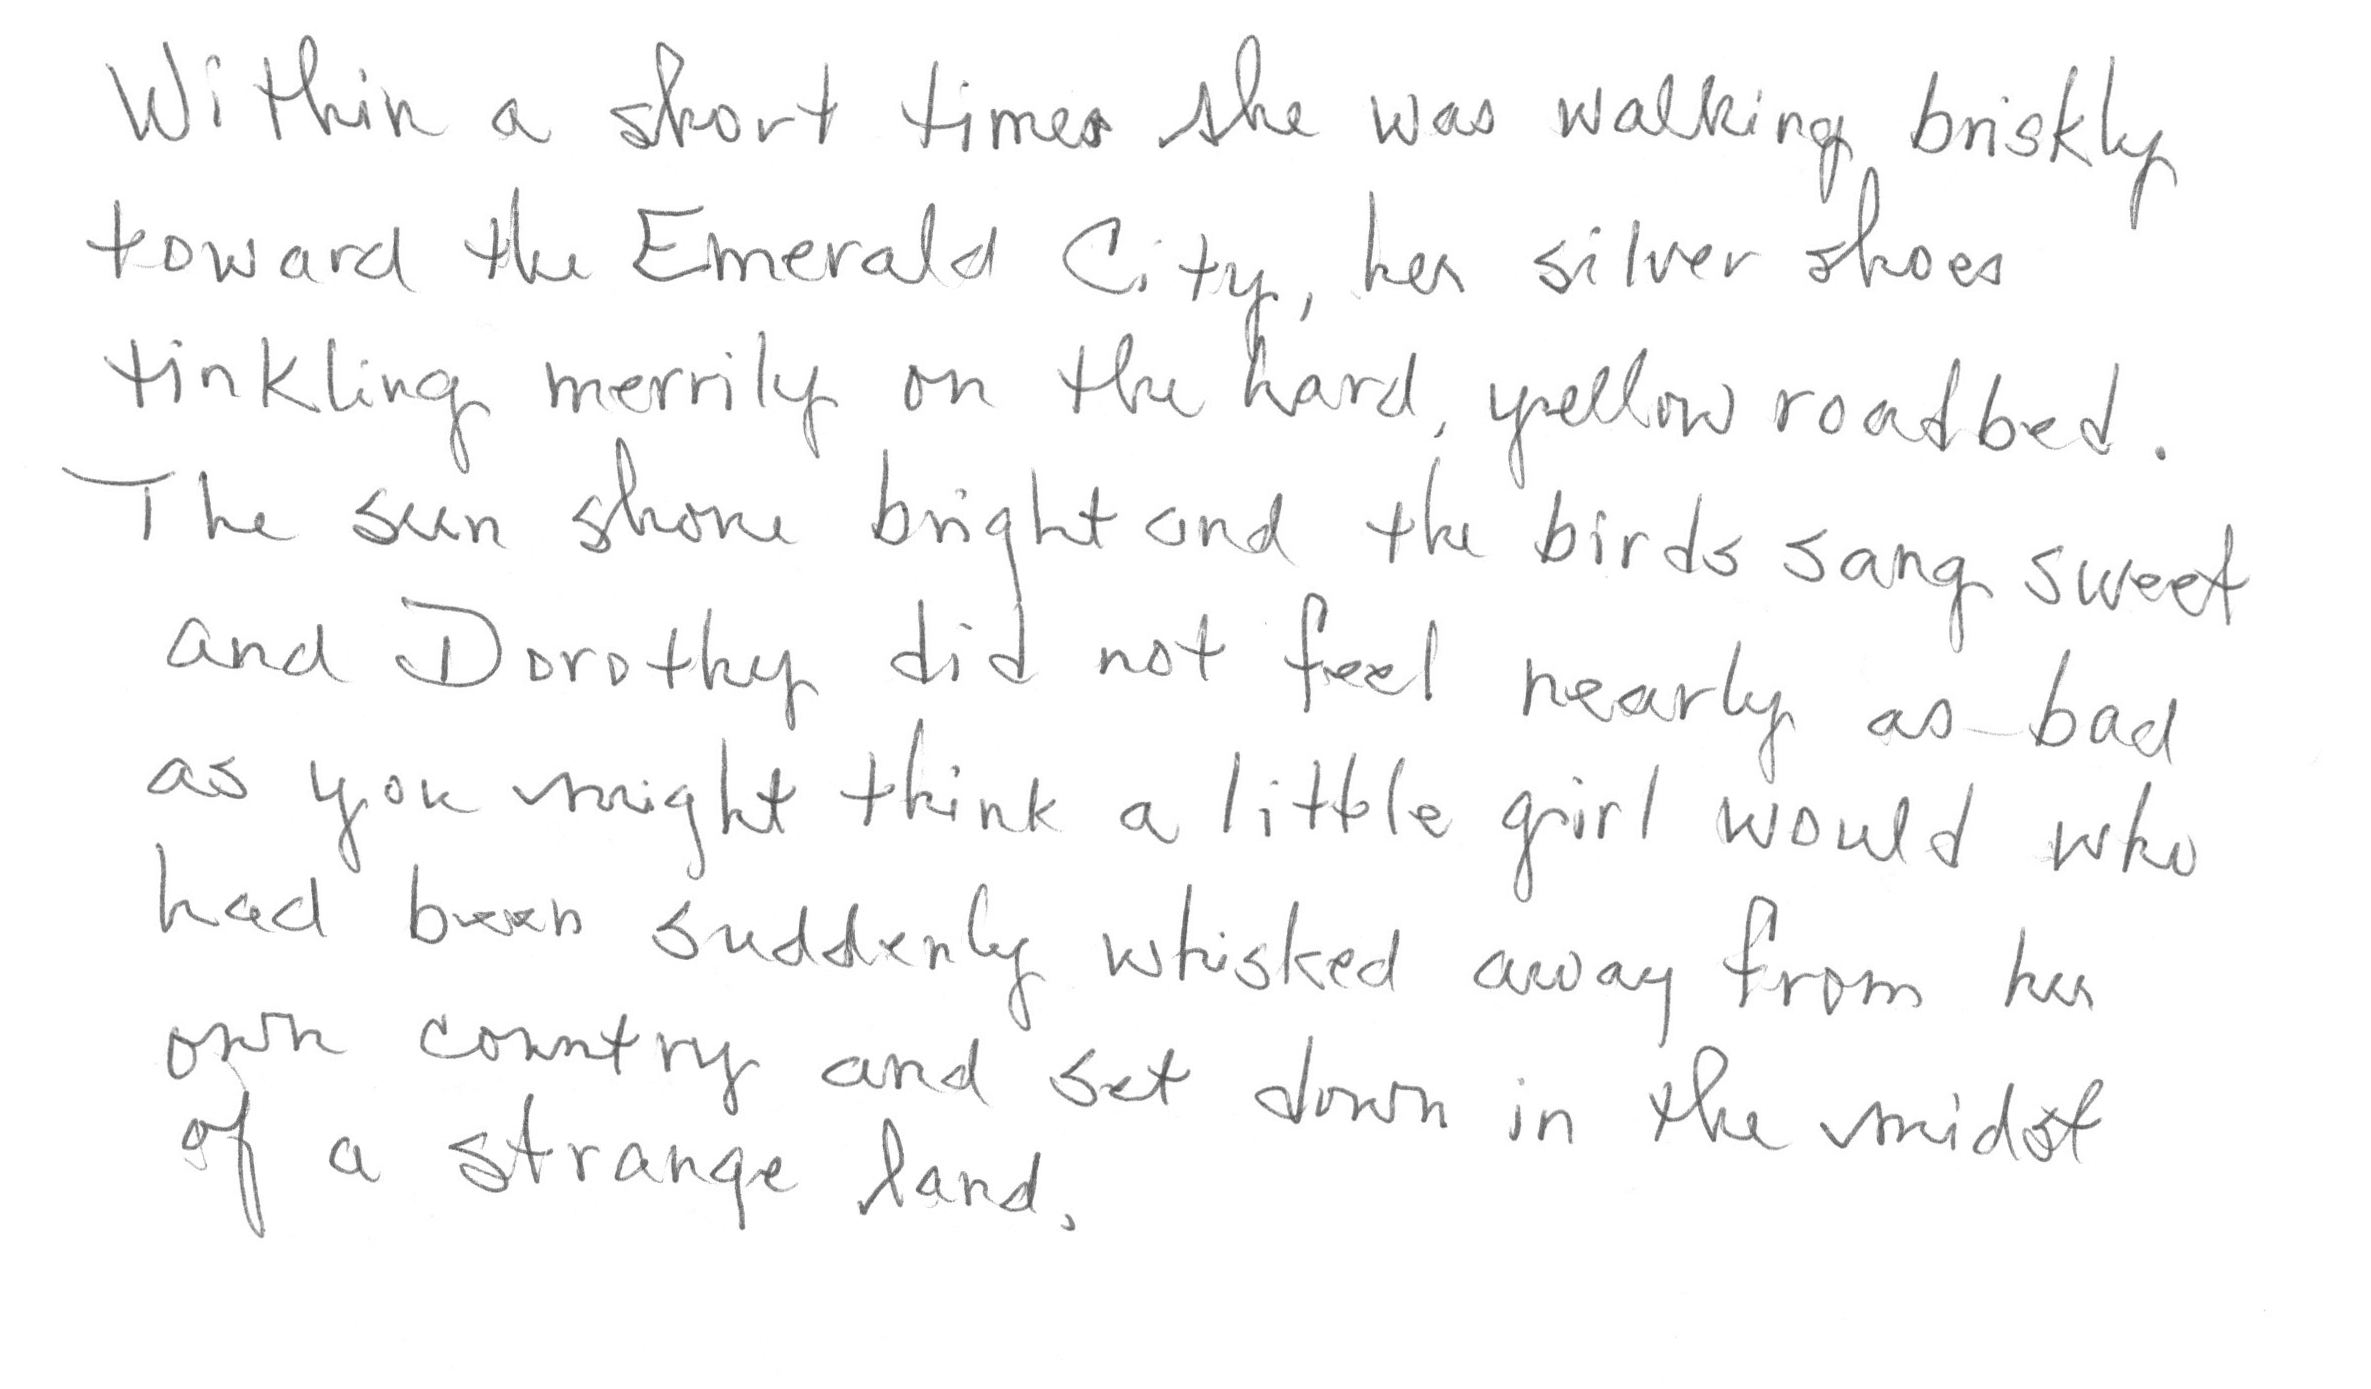 Within a short times she was walking briskly
toward the Emerald City, her silver shoes
tinkling merrily on the hard, yellow roadbed.
The sun shone bright and the birds sang sweet
and Dorothy did not feel nearly as bad
as you might think a little girl would who
had been suddenly whisked away from her
own country and set down in the midst
of a strange land.